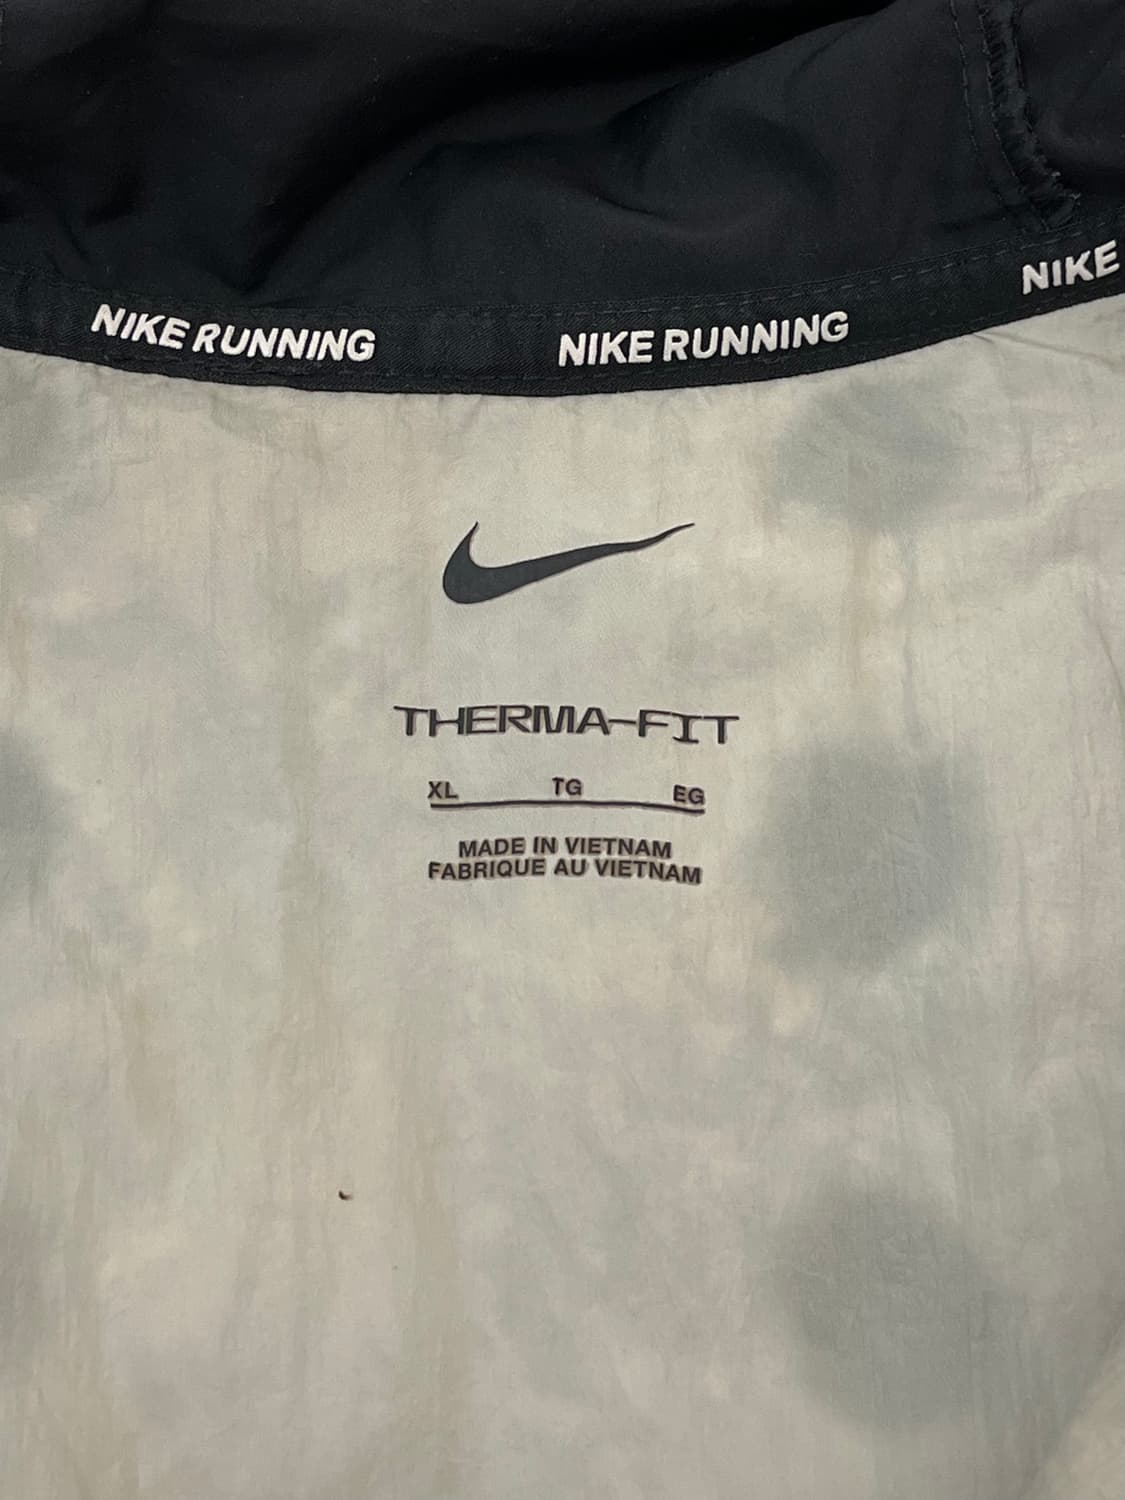 NIKE RUNNING NIKE RUNNING NIKE
THERMA-FIT
XL TG EG
MADE IN VIETNAM
FABRIQUE AU VIETNAM